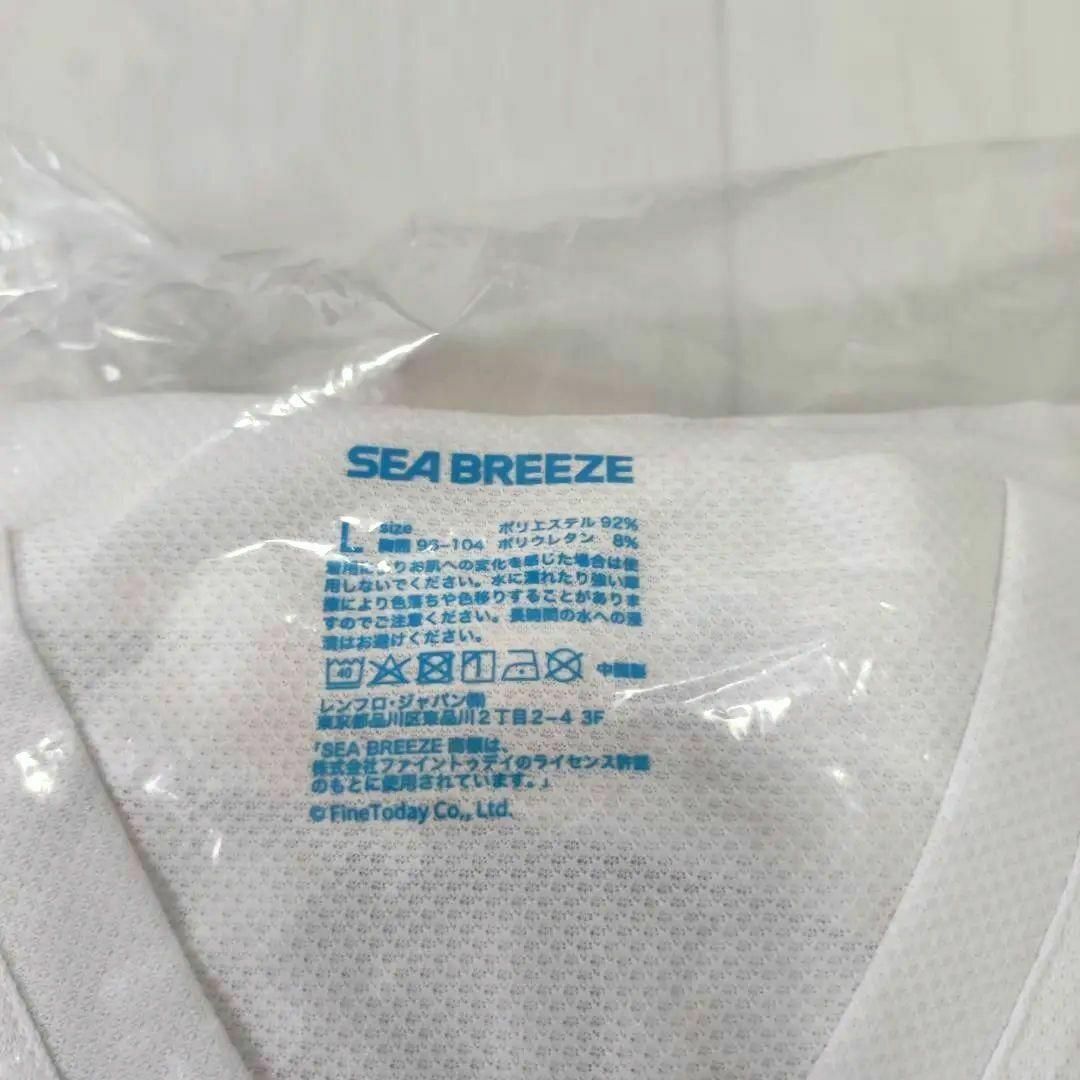 SEA BREEZE
L size ポリエステル 92%
胸囲 96-104 ポリウレタン 8%
着用によりお肌への変化を感じた場合は使
用しないでください。水に濡れたり強い摩
擦により色落ちや色移りすることがありま
すのでご注意ください。長時間の水への浸
漬はお避けください。
40 中国製
レンフロ・ジャパン㈱
東京都品川区東品川2丁目2-4 3F
「SEA BREEZE 商標は、
株式会社ファイントゥデイのライセンス許諾
のもとに使用されています。」
© FineToday Co., Ltd.